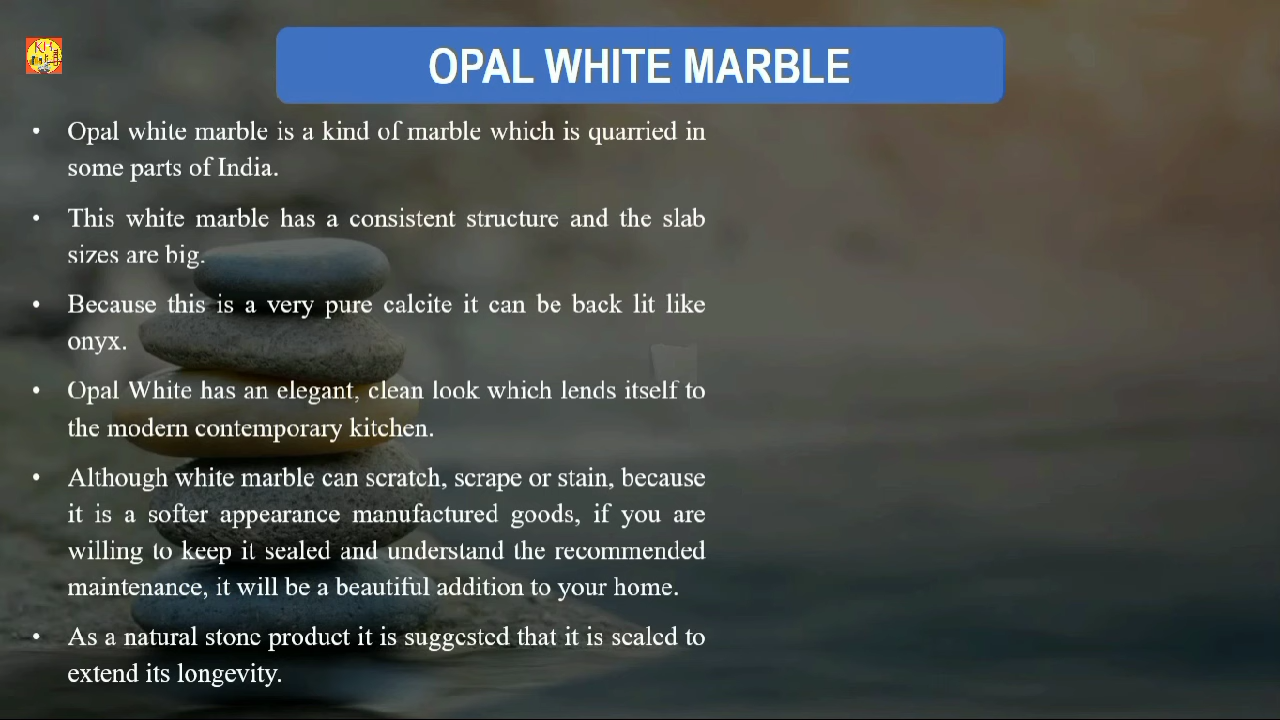 KB
OPAL WHITE MARBLE
• Opal white marble is a kind of marble which is quarried in
some parts of India.
• This white marble has a consistent structure and the slab
sizes are big.
• Because this is a very pure calcite it can be back lit like
onyx.
• Opal White has an elegant, clean look which lends itself to
the modern contemporary kitchen.
• Although white marble can scratch, scrape or stain, because
it is a softer appearance manufactured goods, if you are
willing to keep it sealed and understand the recommended
maintenance, it will be a beautiful addition to your home.
• As a natural stone product it is suggested that it is sealed to
extend its longevity.